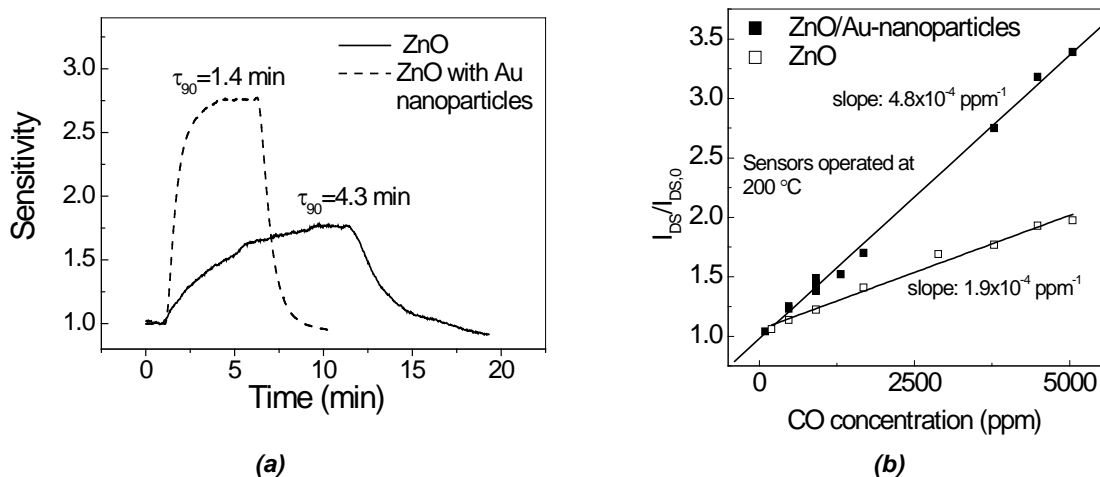 ZnO
ZnO with Au
nanoparticles
τ90=1.4 min
τ90=4.3 min
3.0
2.5
2.0
1.5
1.0
Sensitivity
0 5 10 15 20
Time (min)
(a)
ZnO/Au-nanoparticles
ZnO
slope: 4.8x10-4 ppm-1
Sensors operated at
200 °C
slope: 1.9x10-4 ppm-1
3.5
3.0
2.5
2.0
1.5
1.0
IDS/IDS,0
0 2500 5000
CO concentration (ppm)
(b)